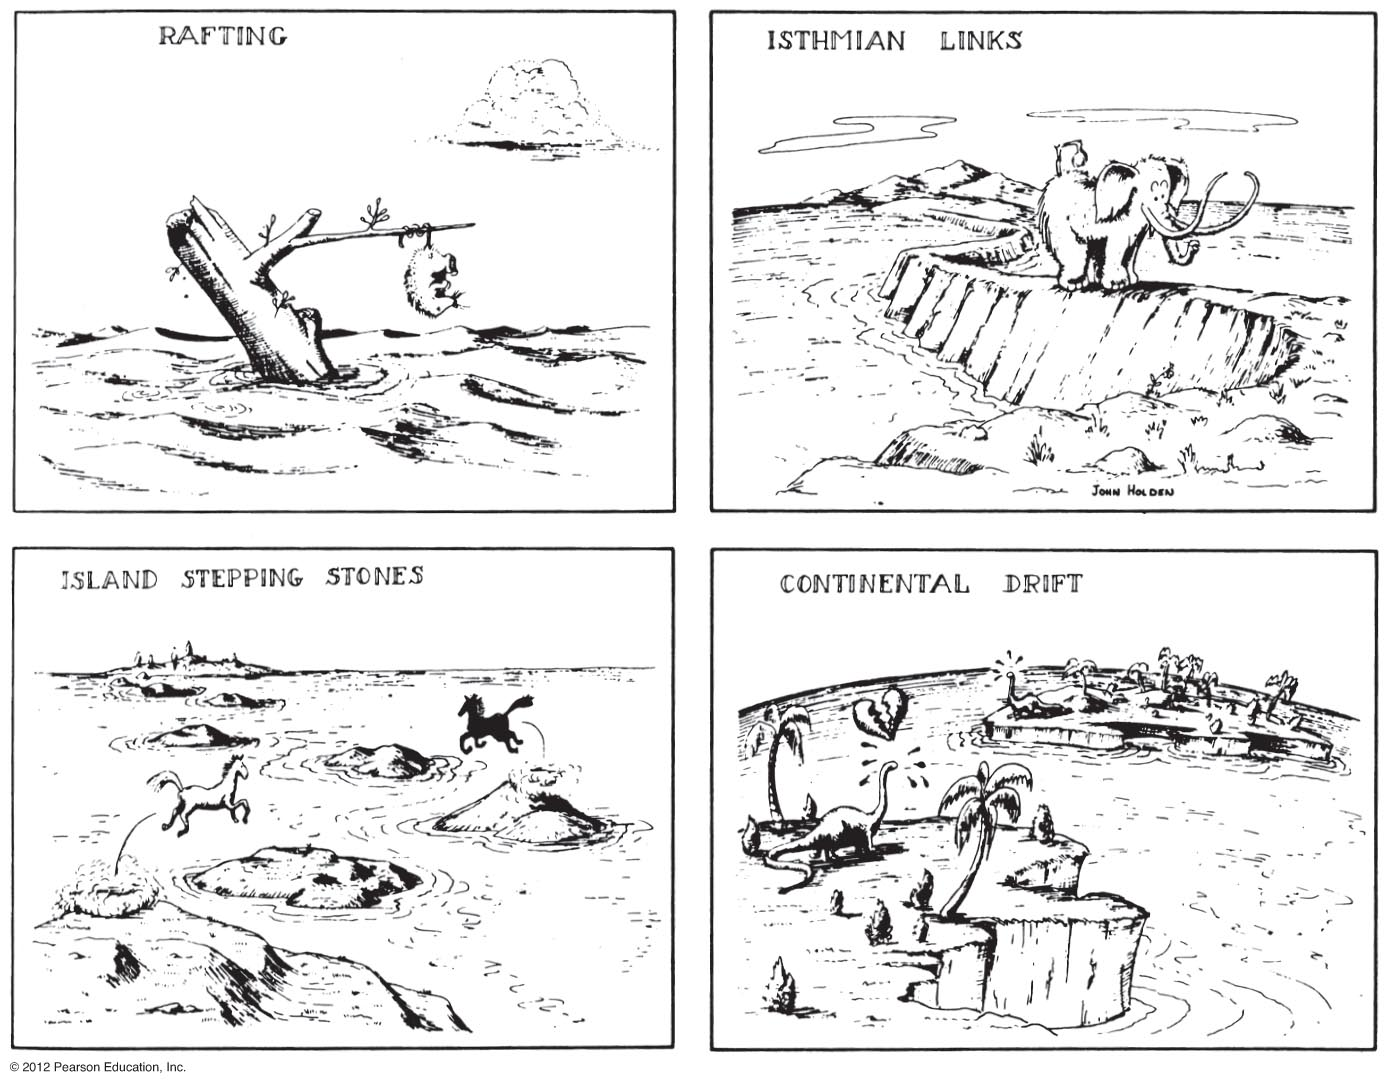 RAFTING
ISTHMIAN LINKS
JOHN HOLDEN
ISLAND STEPPING STONES
CONTINENTAL DRIFT
© 2012 Pearson Education, Inc.